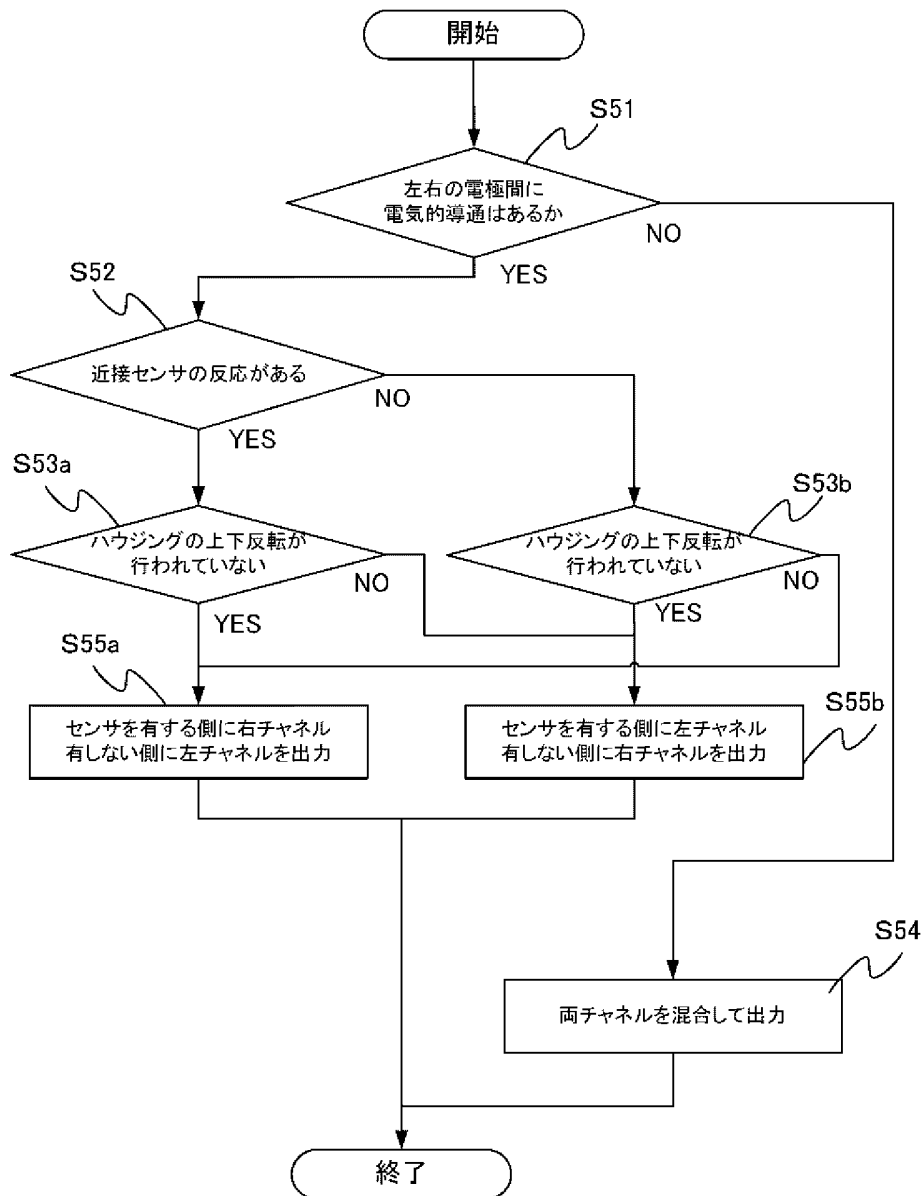 開始
S51
左右の電極間に
電気的導通はあるか
NO
YES
S52
近接センサの反応がある
NO
YES
S53a
ハウジングの上下反転が
行われていない
NO
YES
S53b
ハウジングの上下反転が
行われていない
NO
YES
S55a
センサを有する側に右チャネル
有しない側に左チャネルを出力
S55b
センサを有する側に左チャネル
有しない側に右チャネルを出力
S54
両チャネルを混合して出力
終了